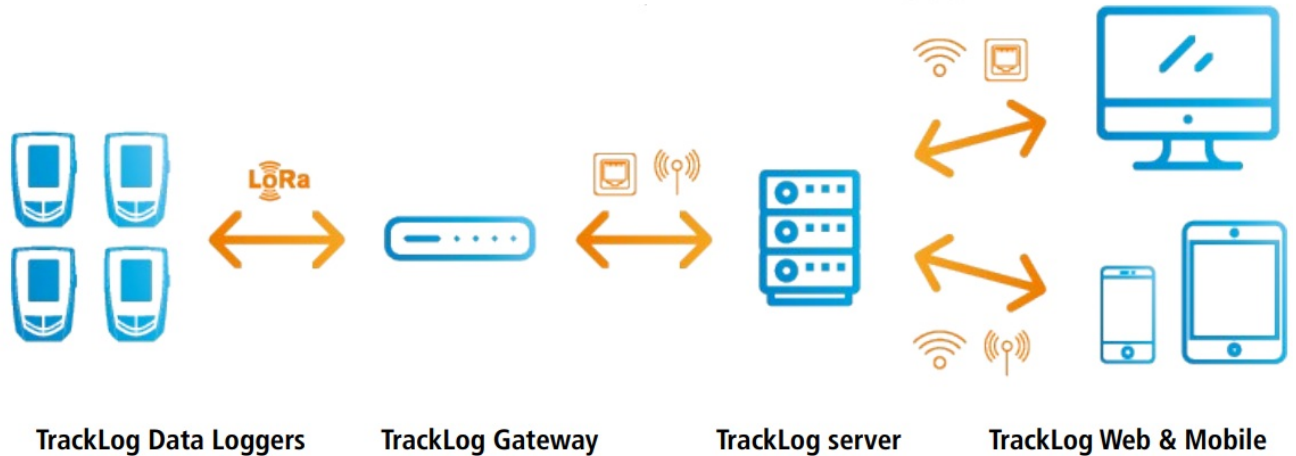 LoRa
TrackLog Data Loggers
TrackLog Gateway
TrackLog server
TrackLog Web & Mobile